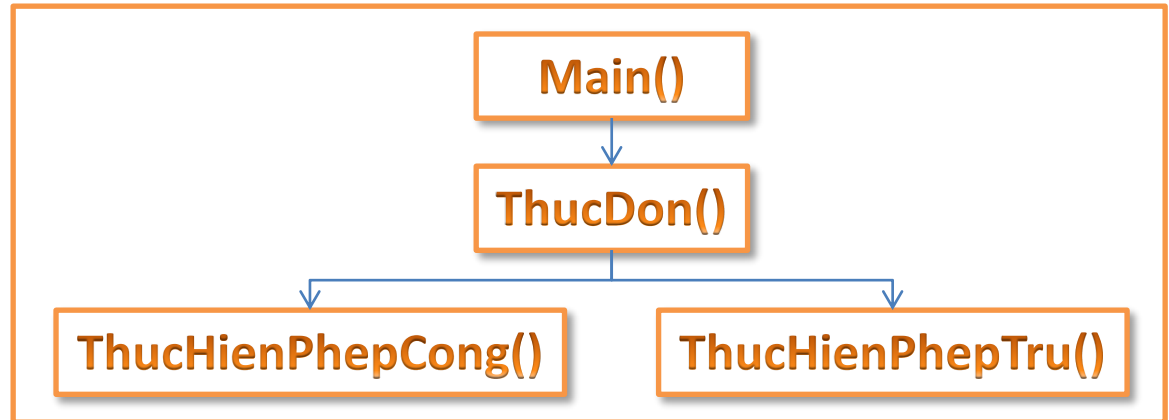 Main()
ThucDon()
ThucHienPhepCong()
ThucHienPhepTru()